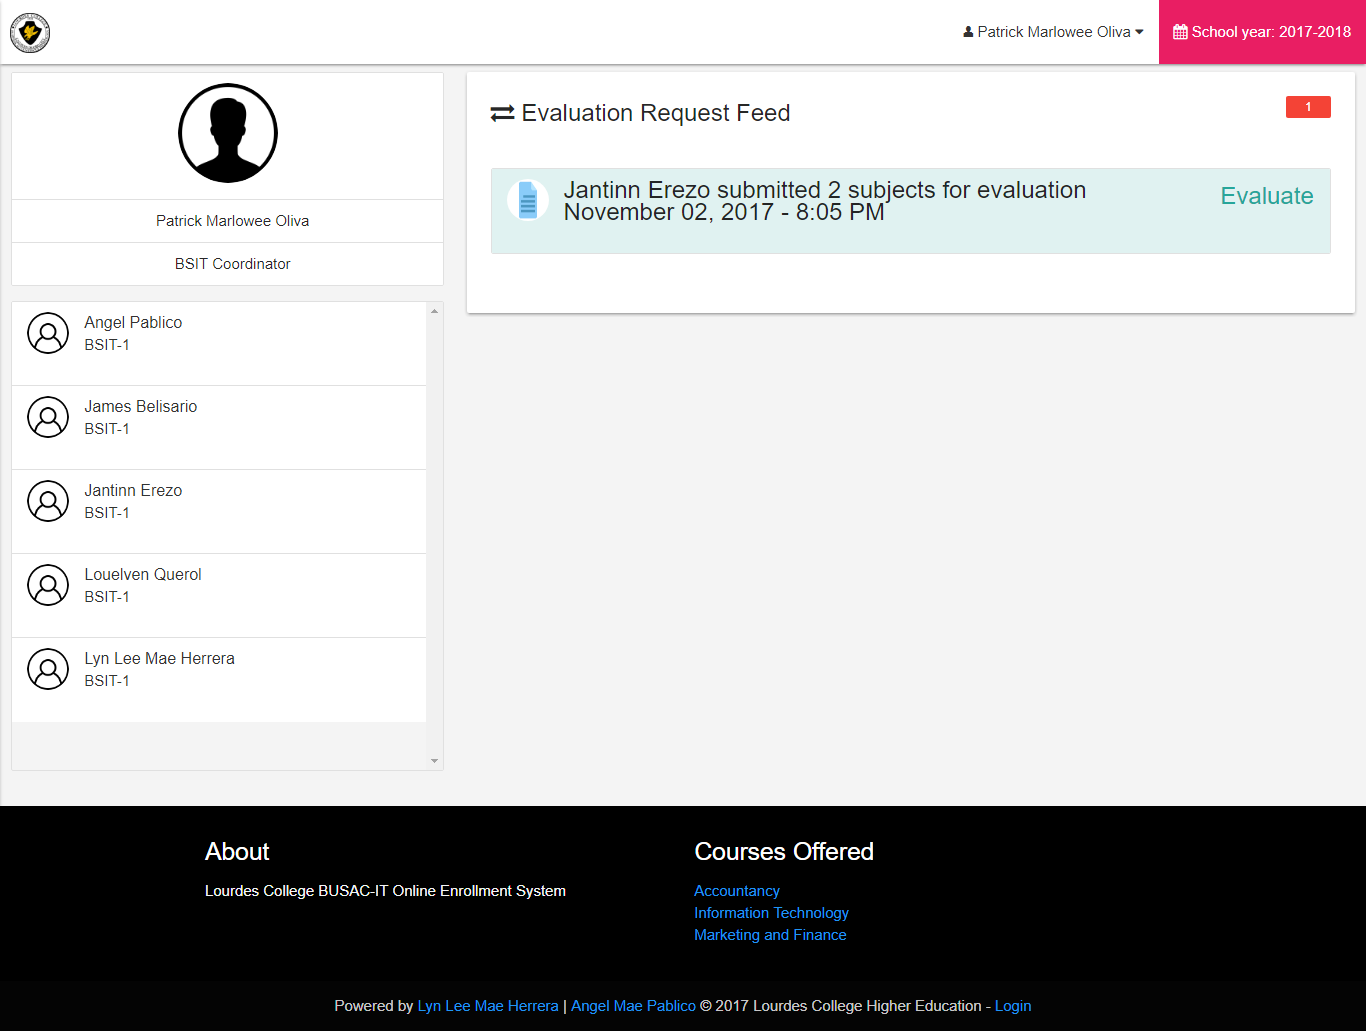 Patrick Marlowee Oliva
School year: 2017-2018
Patrick Marlowee Oliva
BSIT Coordinator
Angel Pablico
BSIT-1
James Belisario
BSIT-1
Jantinn Erezo
BSIT-1
Louelven Querol
BSIT-1
Lyn Lee Mae Herrera
BSIT-1
Evaluation Request Feed
1
Jantinn Erezo submitted 2 subjects for evaluation
November 02, 2017 - 8:05 PM
Evaluate
About
Lourdes College BUSAC-IT Online Enrollment System
Courses Offered
Accountancy
Information Technology
Marketing and Finance
Powered by Lyn Lee Mae Herrera | Angel Mae Pablico © 2017 Lourdes College Higher Education - Login